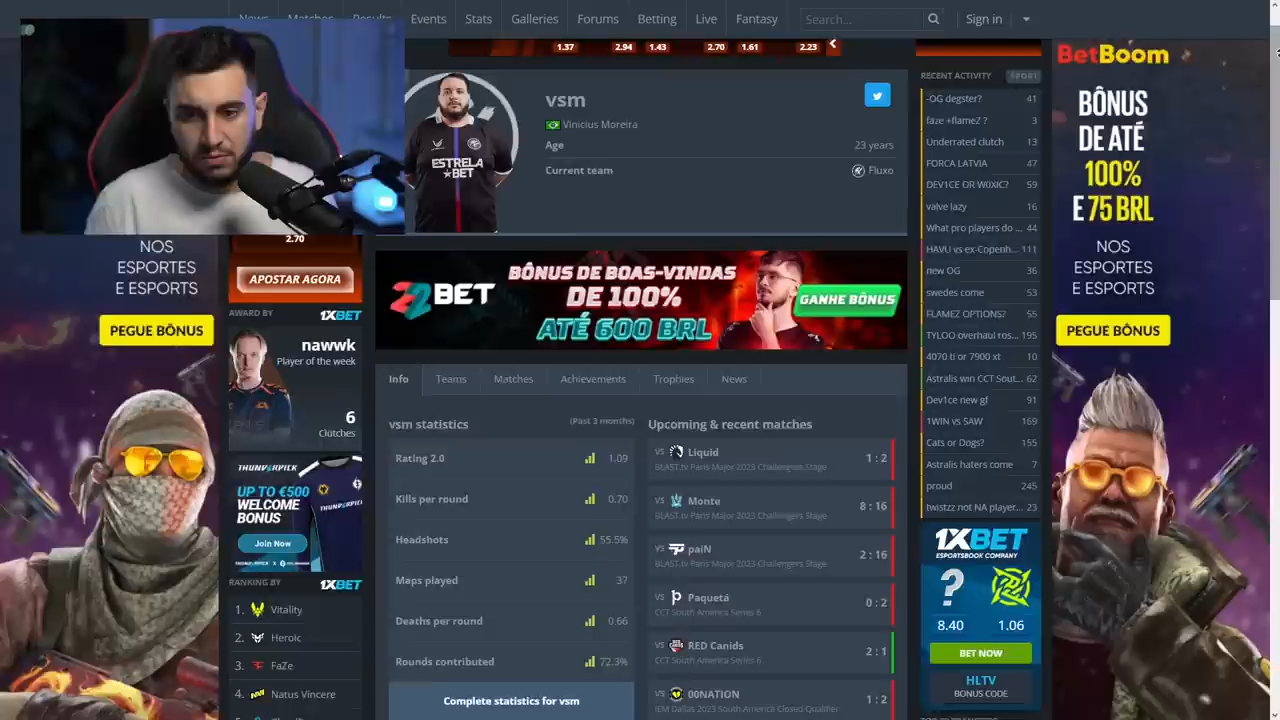 News
Matches
Results
Events
Stats
Galleries
Forums
Betting
Live
Fantasy
Search...
Sign in
1.37
2.94
1.43
2.70
1.61
2.23
vsm
Vinicius Moreira
Age
23 years
Current team
Fluxo
ESTRELA
BET
2.70
APOSTAR AGORA
NOS
ESPORTES
E ESPORTS
PEGUE BÔNUS
AWARD BY
1XBET
nawwk
Player of the week
6
Clutches
THUNDERPICK
UP TO €500
WELCOME
BONUS
Join Now
RANKING BY
1XBET
1. Vitality
2. Heroic
3. FaZe
4. Natus Vincere
22BET
BÔNUS DE BOAS-VINDAS
DE 100%
ATÉ 600 BRL
GANHE BÔNUS
Info
Teams
Matches
Achievements
Trophies
News
vsm statistics
(Past 3 months)
Rating 2.0
1.09
Kills per round
0.70
Headshots
55.5%
Maps played
37
Deaths per round
0.66
Rounds contributed
72.3%
Complete statistics for vsm
Upcoming & recent matches
VS Liquid
1 : 2
BLAST.tv Paris Major 2023 Challengers Stage
VS Monte
8 : 16
BLAST.tv Paris Major 2023 Challengers Stage
VS paiN
2 : 16
BLAST.tv Paris Major 2023 Challengers Stage
VS Paquetá
0 : 2
CCT South America Series 6
VS RED Canids
2 : 1
CCT South America Series 6
VS 00NATION
1 : 2
IEM Dallas 2023 South America Closed Qualifier
RECENT ACTIVITY
SPORT
-OG degster? 41
faze +flameZ ? 3
Underrated clutch 13
FORCA LATVIA 47
DEV1CE OR W0XIC? 59
valve lazy 16
What pro players do ... 44
HAVU vs ex-Copenh... 111
new OG 36
swedes come 53
FLAMEZ OPTIONS? 55
TYLOO overhaul ros... 195
4070 ti or 7900 xt 10
Astralis win CCT Sout... 62
Dev1ce new gf 91
1WIN vs SAW 169
Cats or Dogs? 155
Astralis haters come 7
proud 245
twistzz not NA player... 23
1XBET
ESPORTSBOOK COMPANY
?
8.40
1.06
BET NOW
HLTV
BONUS CODE
BetBoom
BÔNUS
DE ATÉ
100%
E 75 BRL
NOS
ESPORTES
E ESPORTS
PEGUE BÔNUS